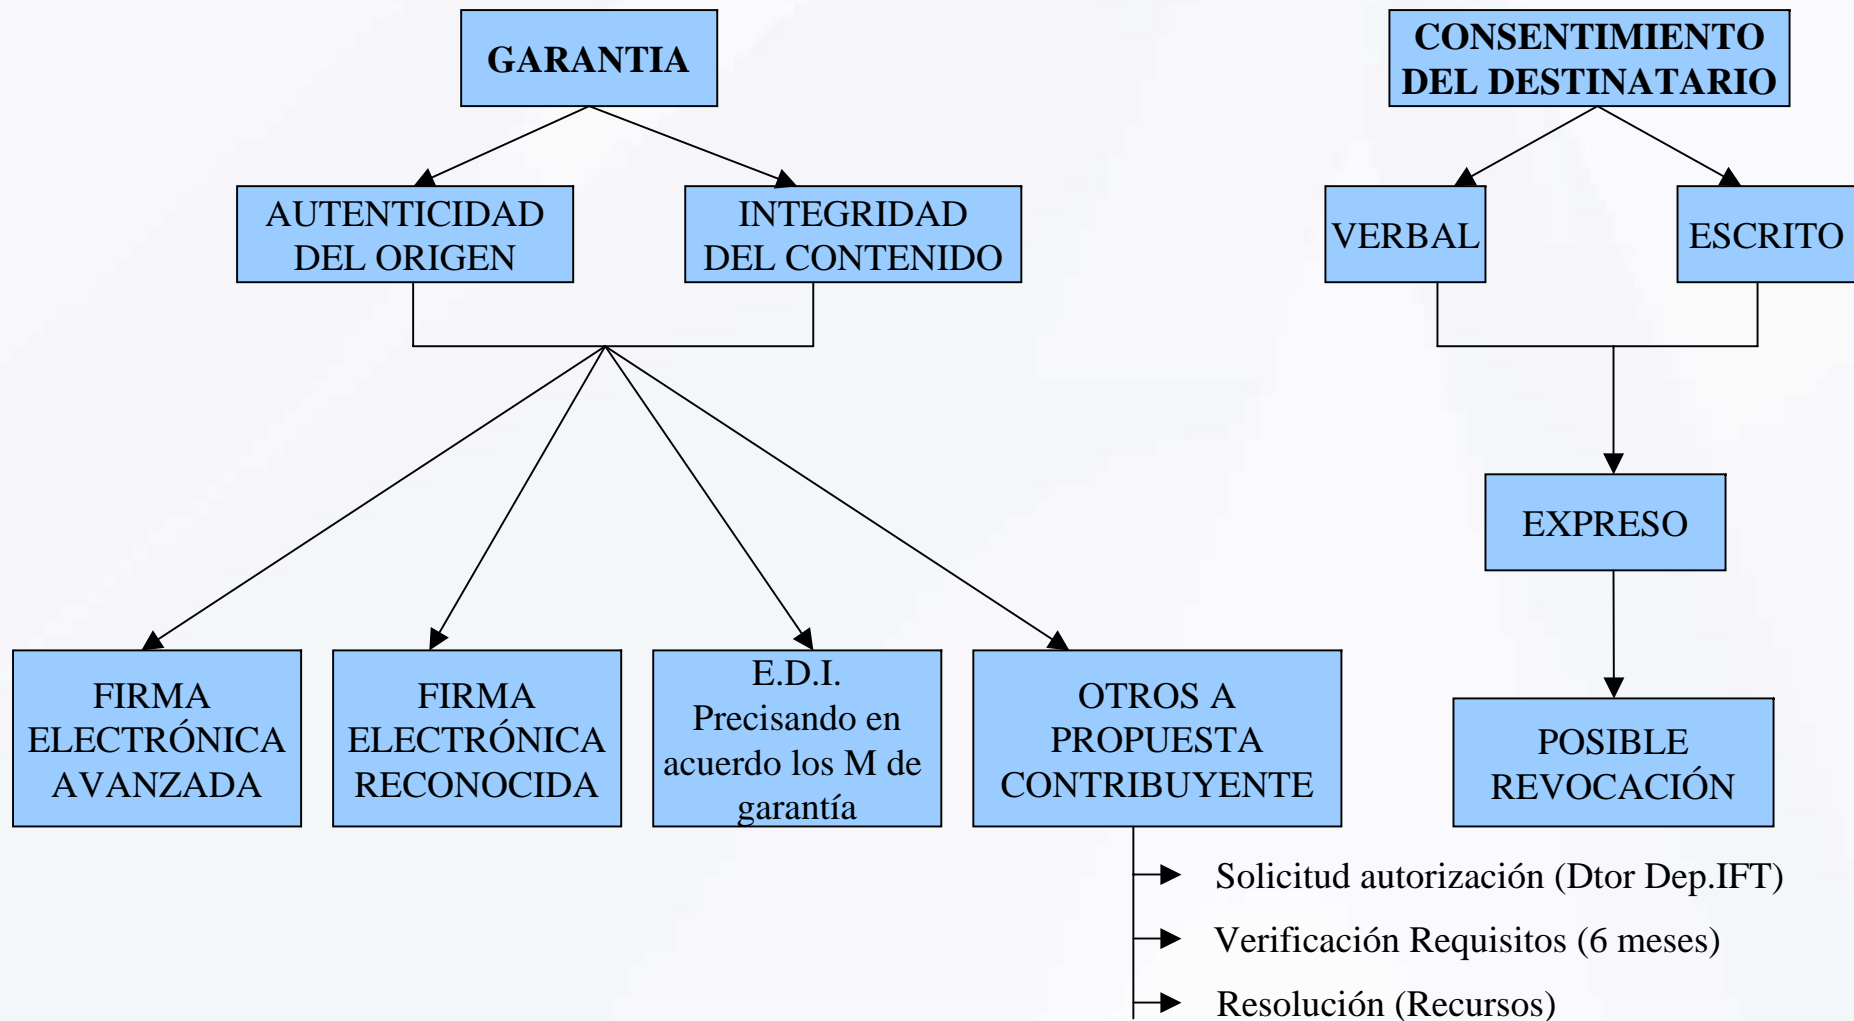 GARANTIA
CONSENTIMIENTO
DEL DESTINATARIO
AUTENTICIDAD
DEL ORIGEN
INTEGRIDAD
DEL CONTENIDO
VERBAL
ESCRITO
EXPRESO
FIRMA
ELECTRÓNICA
AVANZADA
FIRMA
ELECTRÓNICA
RECONOCIDA
E.D.I.
Precisando en
acuerdo los M de
garantía
OTROS A
PROPUESTA
CONTRIBUYENTE
POSIBLE
REVOCACIÓN
Solicitud autorización (Dtor Dep.IFT)
Verificación Requisitos (6 meses)
Resolución (Recursos)